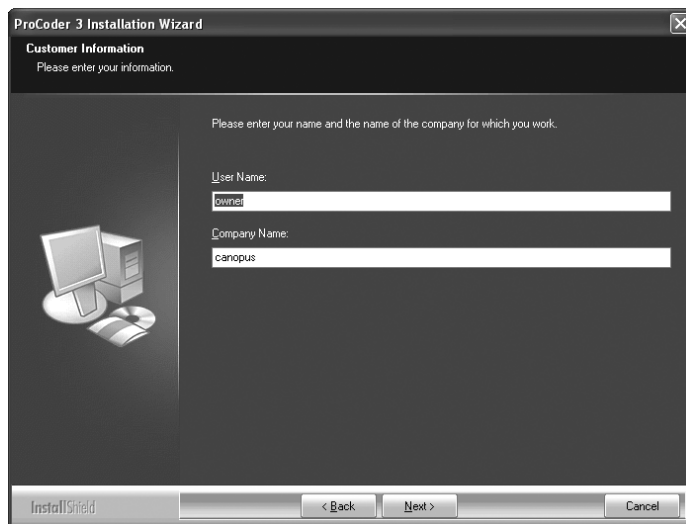 ProCoder 3 Installation Wizard
Customer Information
Please enter your information.
Please enter your name and the name of the company for which you work.
User Name:
owner
Company Name:
canopus
InstallShield
< Back
Next >
Cancel